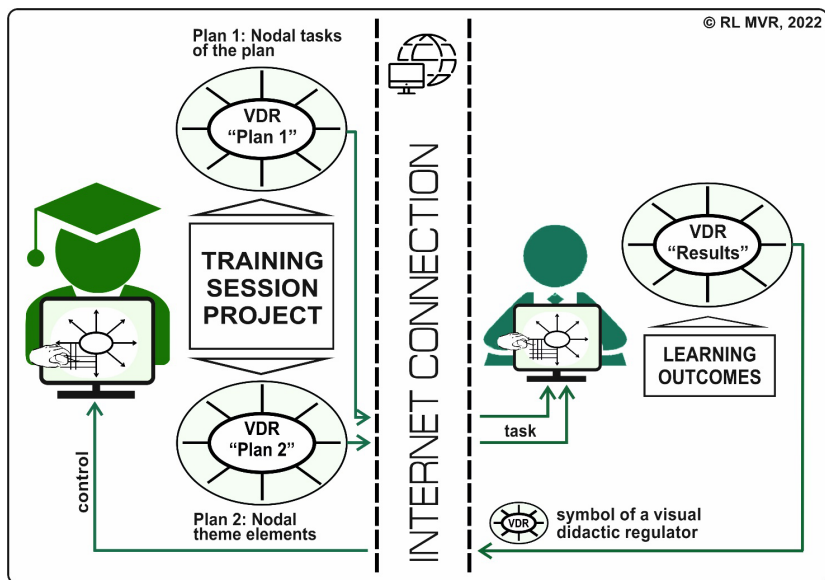 © RL MVR, 2022
Plan 1: Nodal tasks
of the plan
VDR
“Plan 1”
TRAINING
SESSION
PROJECT
VDR
“Plan 2”
Plan 2: Nodal
theme elements
control
INTERNET CONNECTION
task
VDR
“Results”
LEARNING
OUTCOMES
VDR
symbol of a visual
didactic regulator